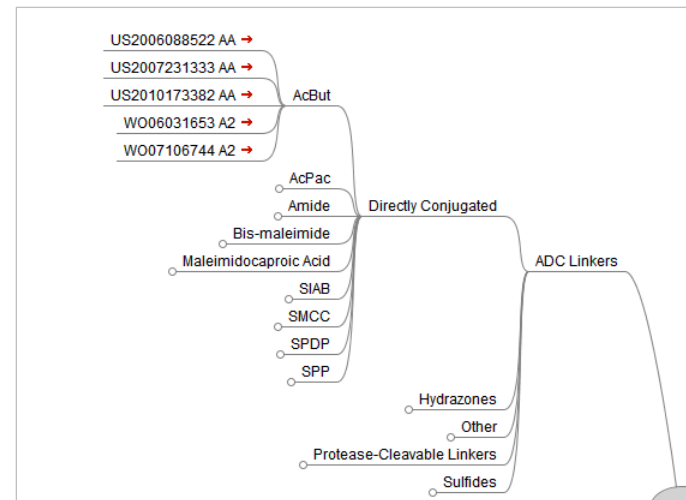 US2006088522 AA
US2007231333 AA
US2010173382 AA
WO06031653 A2
WO07106744 A2
AcBut
AcPac
Amide
Bis-maleimide
Maleimidocaproic Acid
SIAB
SMCC
SPDP
SPP
Directly Conjugated
Hydrazones
Other
Protease-Cleavable Linkers
Sulfides
ADC Linkers